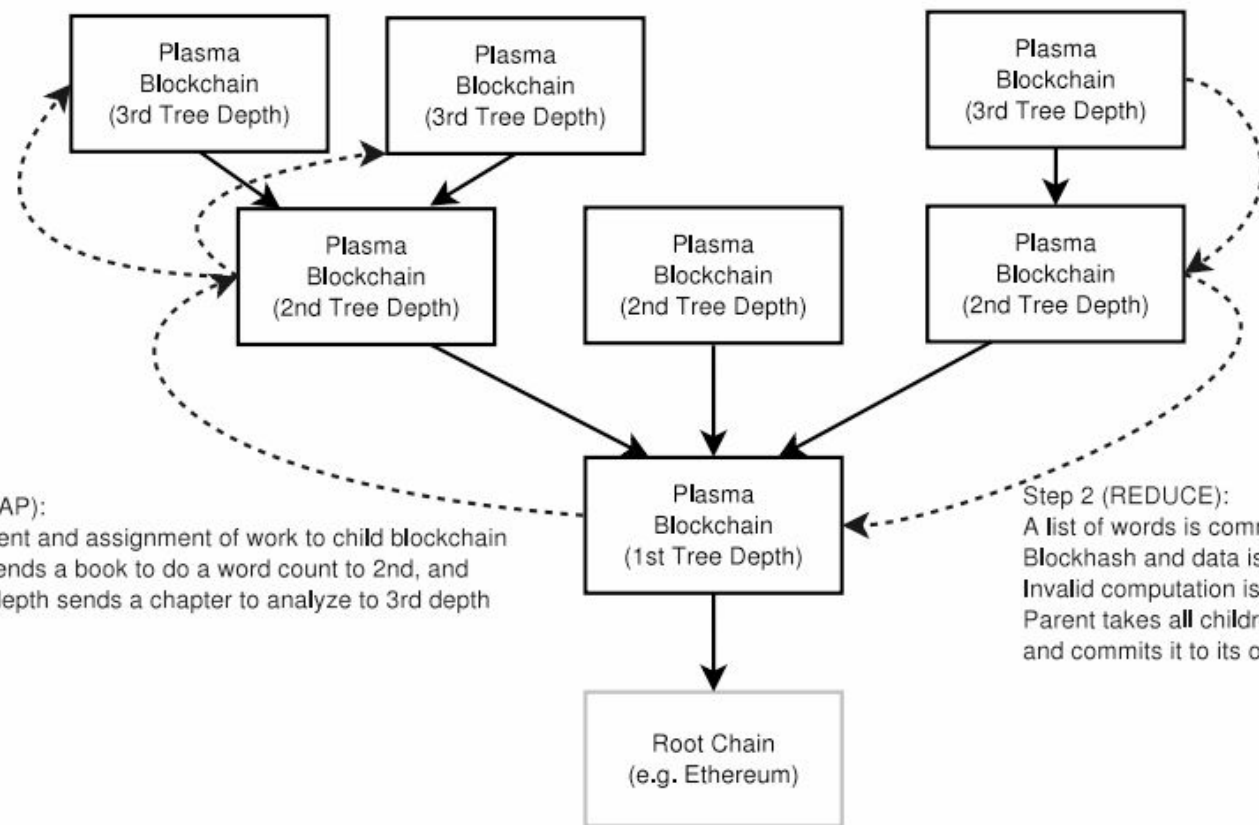 Plasma
Blockchain
(3rd Tree Depth)
Plasma
Blockchain
(3rd Tree Depth)
Plasma
Blockchain
(3rd Tree Depth)
Plasma
Blockchain
(2nd Tree Depth)
Plasma
Blockchain
(2nd Tree Depth)
Plasma
Blockchain
(2nd Tree Depth)
Plasma
Blockchain
(1st Tree Depth)
AP):
ent and assignment of work to child blockchain
ends a book to do a word count to 2nd, and
depth sends a chapter to analyze to 3rd depth
Step 2 (REDUCE):
A list of words is comm
Blockhash and data is
Invalid computation is
Parent takes all childr
and commits it to its o
Root Chain
(e.g. Ethereum)